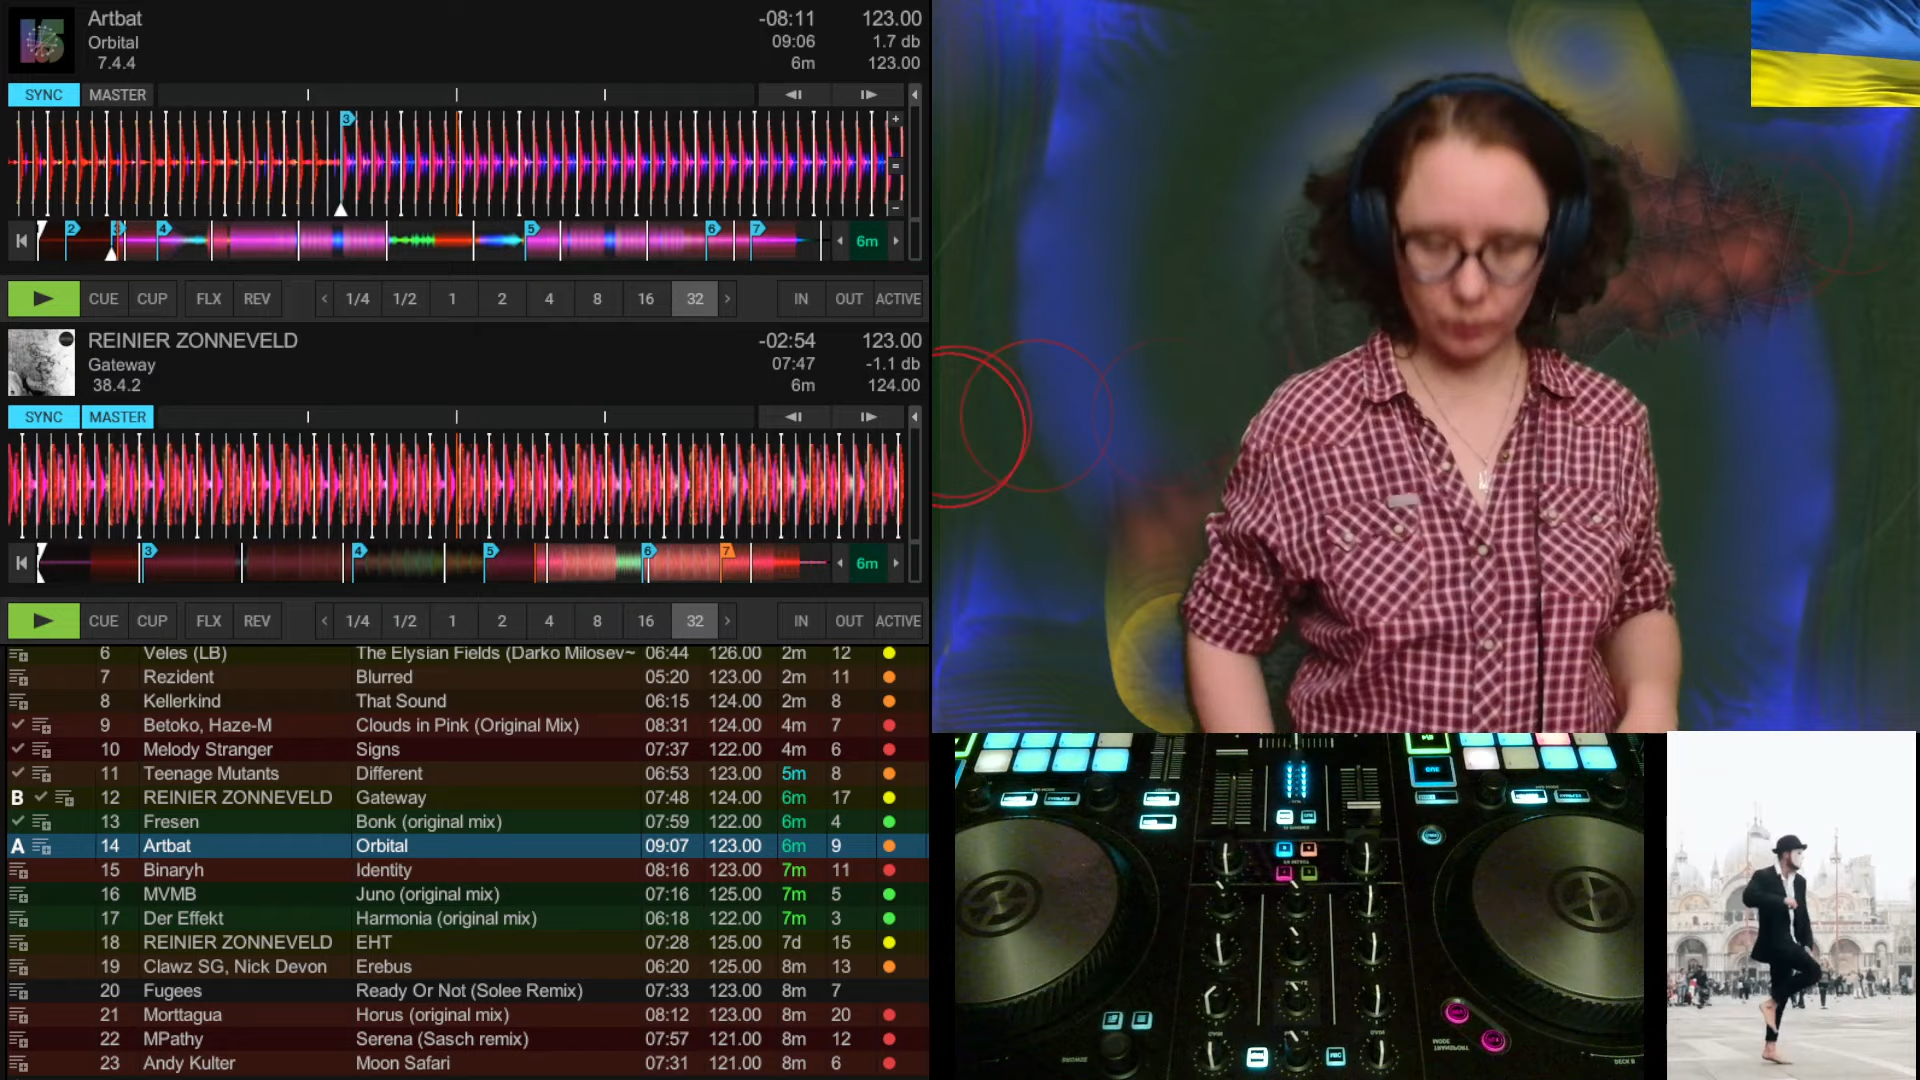 Artbat -08:11 123.00
Orbital 09:06 1.7 db
7.4.4 6m 123.00
SYNC MASTER
3
2 3 4 5 6 7 6m
CUE CUP FLX REV 1/4 1/2 1 2 4 8 16 32 IN OUT ACTIVE
REINIER ZONNEVELD -02:54 123.00
Gateway 07:47 -1.1 db
38.4.2 6m 124.00
SYNC MASTER
3 4 5 6 7 6m
CUE CUP FLX REV 1/4 1/2 1 2 4 8 16 32 IN OUT ACTIVE
6 Veles (LB) The Elysian Fields (Darko Milosev~ 06:44 126.00 2m 12
7 Rezident Blurred 05:20 123.00 2m 11
8 Kellerkind That Sound 06:15 124.00 2m 8
9 Betoko, Haze-M Clouds in Pink (Original Mix) 08:31 124.00 4m 7
10 Melody Stranger Signs 07:37 122.00 4m 6
11 Teenage Mutants Different 06:53 123.00 5m 8
B 12 REINIER ZONNEVELD Gateway 07:48 124.00 6m 17
13 Fresen Bonk (original mix) 07:59 122.00 6m 4
A 14 Artbat Orbital 09:07 123.00 6m 9
15 Binaryh Identity 08:16 123.00 7m 11
16 MVMB Juno (original mix) 07:16 125.00 7m 5
17 Der Effekt Harmonia (original mix) 06:18 122.00 7m 3
18 REINIER ZONNEVELD EHT 07:28 125.00 7d 15
19 Clawz SG, Nick Devon Erebus 06:20 125.00 8m 13
20 Fugees Ready Or Not (Solee Remix) 07:33 123.00 8m 7
21 Morttagua Horus (original mix) 08:12 123.00 8m 20
22 MPathy Serena (Sasch remix) 07:57 121.00 8m 12
23 Andy Kulter Moon Safari 07:31 121.00 8m 6